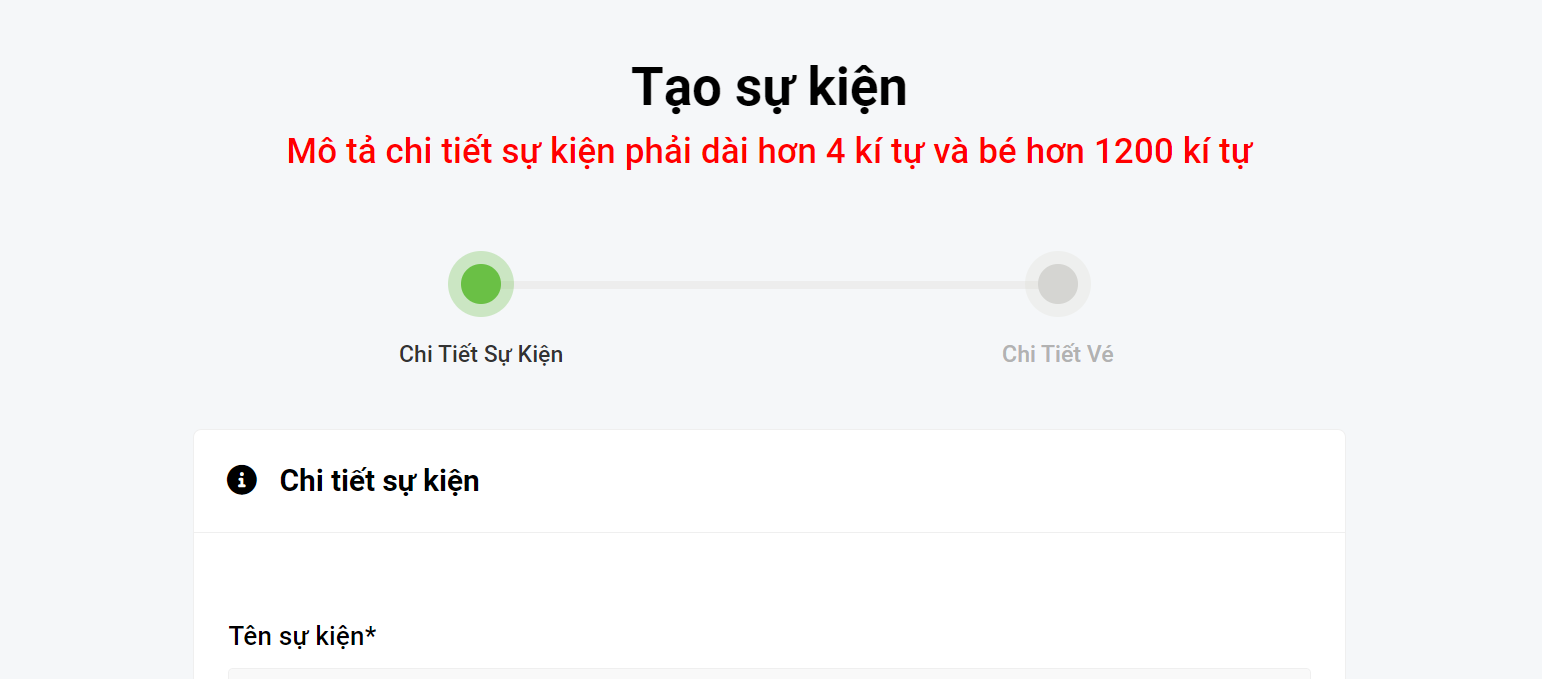 Tạo sự kiện
Mô tả chi tiết sự kiện phải dài hơn 4 kí tự và bé hơn 1200 kí tự
Chi Tiết Sự Kiện
Chi Tiết Vé
Chi tiết sự kiện
Tên sự kiện*